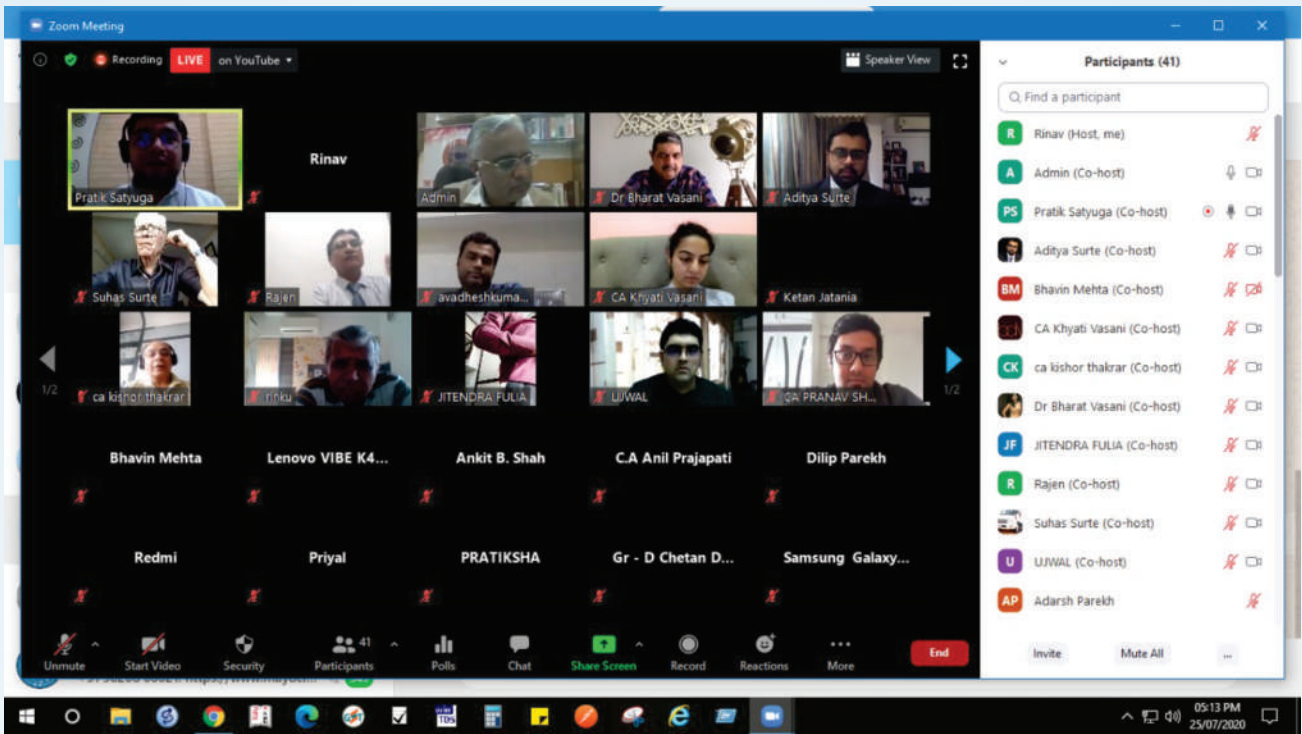 Zoom Meeting
Recording LIVE on YouTube
Speaker View
Pratik Satyuga
Rinav
Admin
Dr Bharat Vasani
Aditya Surte
Suhas Surte
Rajen
avadheshkuma...
CA Khyati Vasani
Ketan Jatania
ca kishor thakrar
rinku
JITENDRA FULIA
UJWAL
CA PRANAV SH...
1/2
1/2
Bhavin Mehta
Lenovo VIBE K4...
Ankit B. Shah
C.A Anil Prajapati
Dilip Parekh
Redmi
Priyal
PRATIKSHA
Gr - D Chetan D...
Samsung Galaxy...
Unmute
Start Video
Security
41
Participants
Polls
Chat
Share Screen
Record
Reactions
More
End
Participants (41)
Find a participant
R Rinav (Host, me)
A Admin (Co-host)
PS Pratik Satyuga (Co-host)
Aditya Surte (Co-host)
BM Bhavin Mehta (Co-host)
CA Khyati Vasani (Co-host)
CK ca kishor thakrar (Co-host)
Dr Bharat Vasani (Co-host)
JF JITENDRA FULIA (Co-host)
R Rajen (Co-host)
Suhas Surte (Co-host)
U UJWAL (Co-host)
AP Adarsh Parekh
Invite
Mute All
...
TDS
05:13 PM
25/07/2020